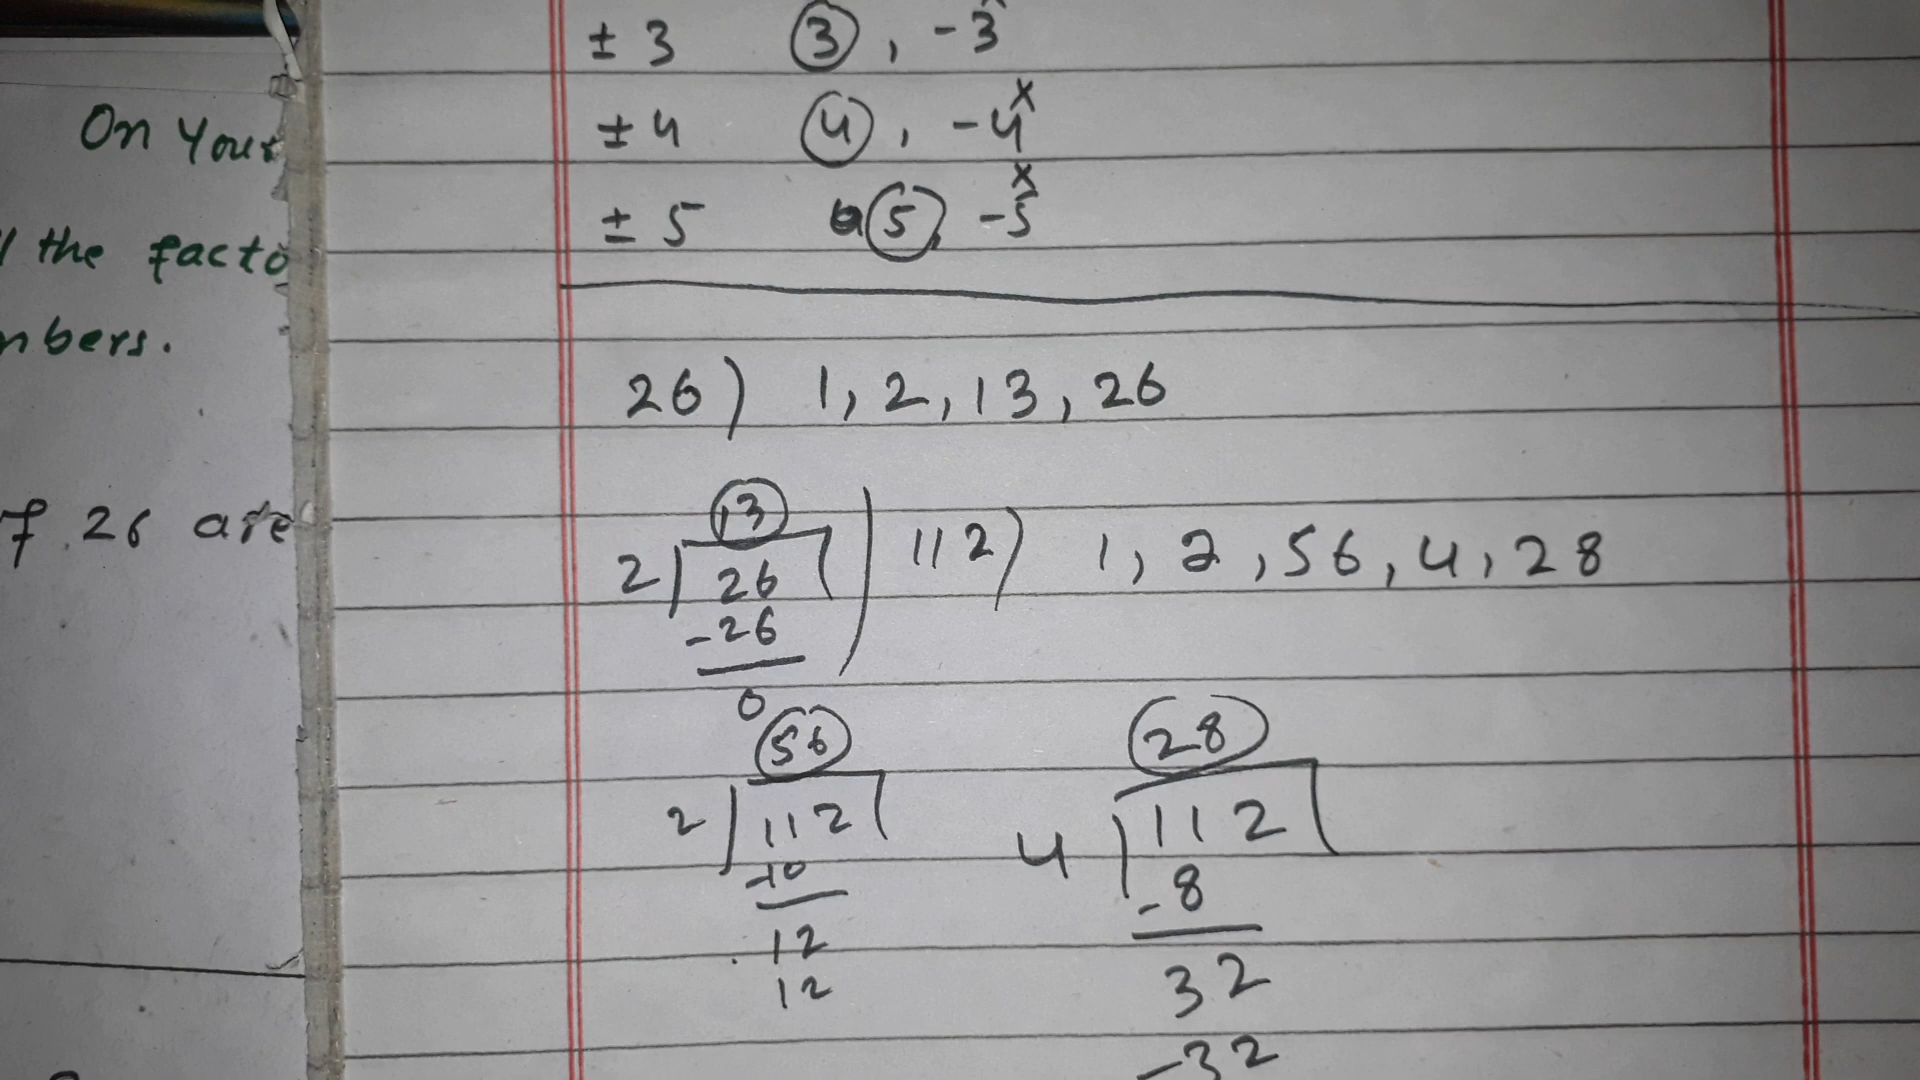 ± 3 3 , -3
± 4 4 , -4 x
± 5 5, -5 x
On Your
the facto
nbers.
f 26 are
26) 1, 2, 13, 26
13
2 26
-26
0
112) 1, 2, 56, 4, 28
56
2 112
-10
12
12
28
4 112
-8
32
-32